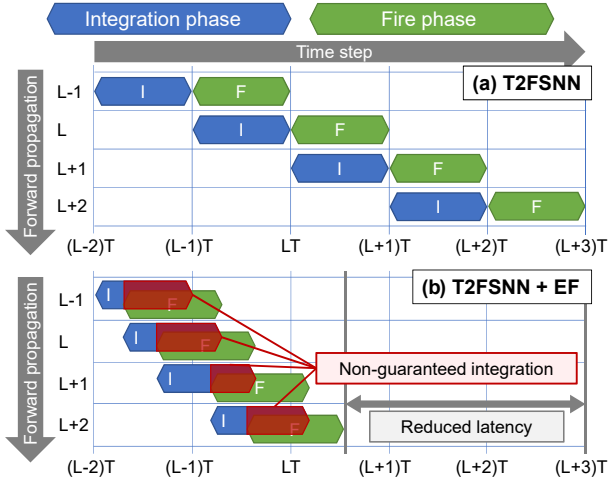 Integration phase
Fire phase
Time step
(a) T2FSNN
Forward propagation
L-1
I
F
L
I
F
L+1
I
F
L+2
I
F
(L-2)T
(L-1)T
LT
(L+1)T
(L+2)T
(L+3)T
(b) T2FSNN + EF
Forward propagation
L-1
I
F
L
I
F
L+1
I
F
L+2
I
F
Non-guaranteed integration
Reduced latency
(L-2)T
(L-1)T
LT
(L+1)T
(L+2)T
(L+3)T